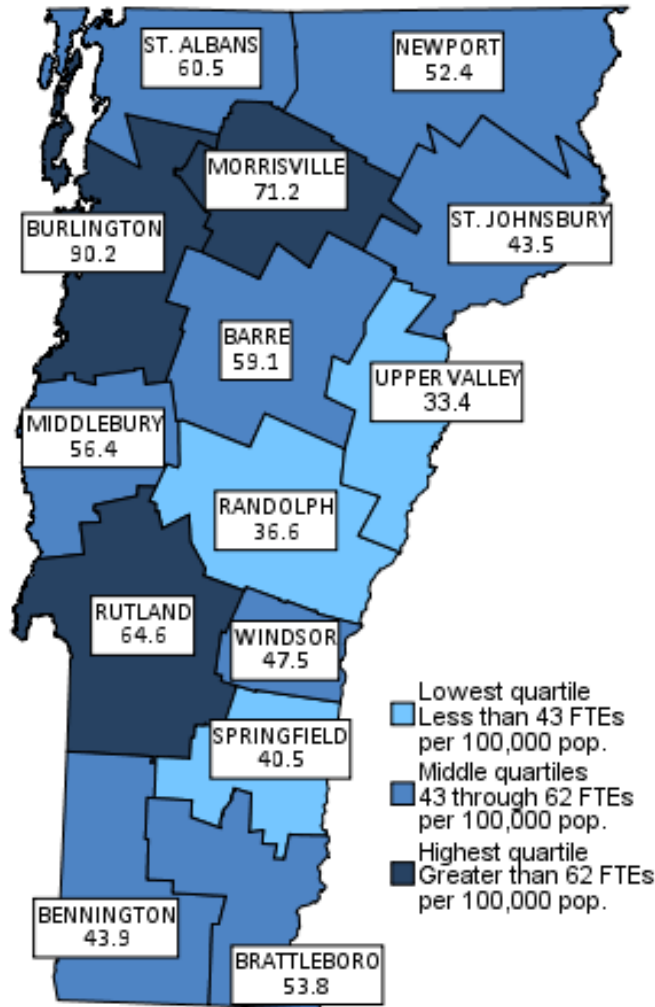 ST. ALBANS
60.5
NEWPORT
52.4
MORRISVILLE
71.2
BURLINGTON
90.2
ST. JOHNSBURY
43.5
BARRE
59.1
UPPER VALLEY
33.4
MIDDLEBURY
56.4
RANDOLPH
36.6
RUTLAND
64.6
WINDSOR
47.5
SPRINGFIELD
40.5
Lowest quartile
Less than 43 FTEs
per 100,000 pop.
Middle quartiles
43 through 62 FTEs
per 100,000 pop.
Highest quartile
Greater than 62 FTEs
per 100,000 pop.
BENNINGTON
43.9
BRATTLEBORO
53.8